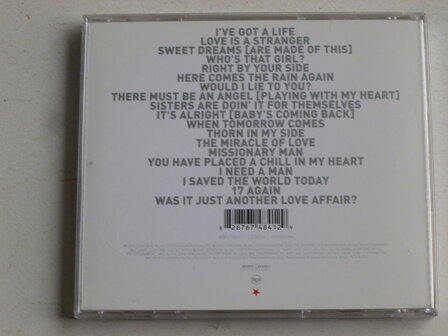 I'VE GOT A LIFE
LOVE IS A STRANGER
SWEET DREAMS [ARE MADE OF THIS]
WHO'S THAT GIRL?
RIGHT BY YOUR SIDE
HERE COMES THE RAIN AGAIN
WOULD I LIE TO YOU?
THERE MUST BE AN ANGEL [PLAYING WITH MY HEART]
SISTERS ARE DOIN' IT FOR THEMSELVES
IT'S ALRIGHT [BABY'S COMING BACK]
WHEN TOMORROW COMES
THORN IN MY SIDE
THE MIRACLE OF LOVE
MISSIONARY MAN
YOU HAVE PLACED A CHILL IN MY HEART
I NEED A MAN
I SAVED THE WORLD TODAY
17 AGAIN
WAS IT JUST ANOTHER LOVE AFFAIR?
8 28767 48412 9